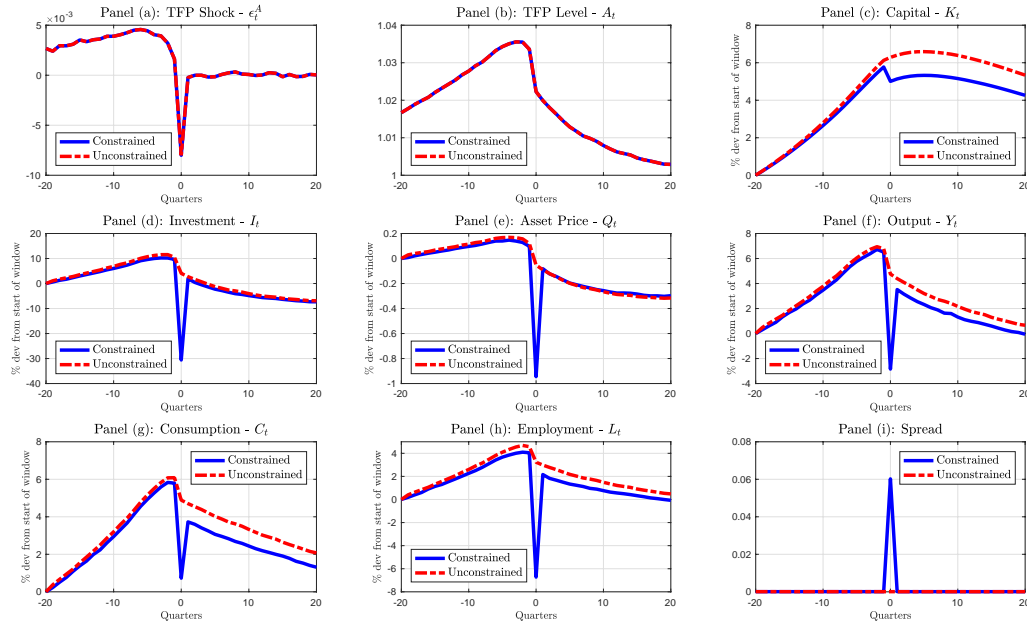 Panel (a): TFP Shock - ϵ_t^A
×10⁻³
5
0
-5
-10
-20
-10
0
10
20
Quarters
Constrained
Unconstrained
Panel (b): TFP Level - A_t
1.04
1.03
1.02
1.01
1
-20
-10
0
10
20
Quarters
Constrained
Unconstrained
Panel (c): Capital - K_t
% dev from start of window
8
6
4
2
0
-20
-10
0
10
20
Quarters
Constrained
Unconstrained
Panel (d): Investment - I_t
% dev from start of window
20
10
0
-10
-20
-30
-40
-20
-10
0
10
20
Quarters
Constrained
Unconstrained
Panel (e): Asset Price - Q_t
% dev from start of window
0.2
0
-0.2
-0.4
-0.6
-0.8
-1
-20
-10
0
10
20
Quarters
Constrained
Unconstrained
Panel (f): Output - Y_t
% dev from start of window
8
6
4
2
0
-2
-4
-20
-10
0
10
20
Quarters
Constrained
Unconstrained
Panel (g): Consumption - C_t
% dev from start of window
8
6
4
2
0
-20
-10
0
10
20
Quarters
Constrained
Unconstrained
Panel (h): Employment - L_t
% dev from start of window
4
2
0
-2
-4
-6
-8
-20
-10
0
10
20
Quarters
Constrained
Unconstrained
Panel (i): Spread
0.08
0.06
0.04
0.02
0
-20
-10
0
10
20
Quarters
Constrained
Unconstrained